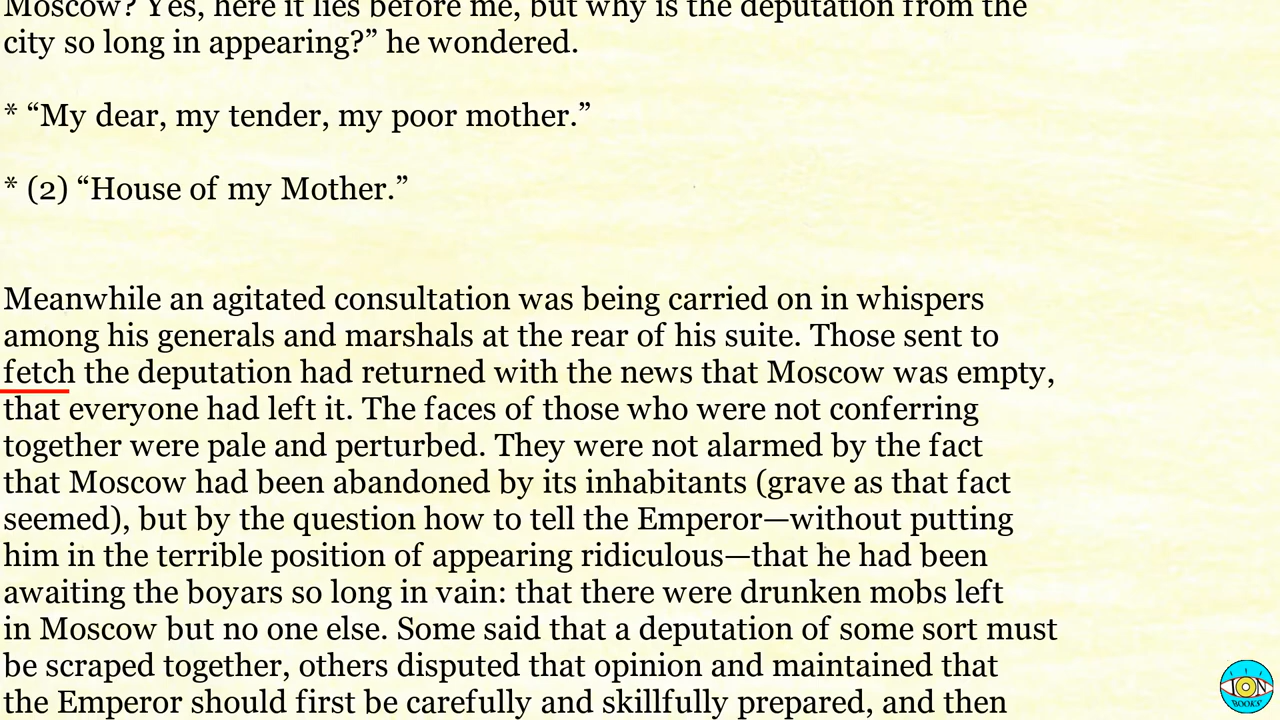 Moscow? Yes, here it lies before me, but why is the deputation from the
city so long in appearing?” he wondered.
* “My dear, my tender, my poor mother.”
* (2) “House of my Mother.”
Meanwhile an agitated consultation was being carried on in whispers
among his generals and marshals at the rear of his suite. Those sent to
fetch the deputation had returned with the news that Moscow was empty,
that everyone had left it. The faces of those who were not conferring
together were pale and perturbed. They were not alarmed by the fact
that Moscow had been abandoned by its inhabitants (grave as that fact
seemed), but by the question how to tell the Emperor—without putting
him in the terrible position of appearing ridiculous—that he had been
awaiting the boyars so long in vain: that there were drunken mobs left
in Moscow but no one else. Some said that a deputation of some sort must
be scraped together, others disputed that opinion and maintained that
the Emperor should first be carefully and skillfully prepared, and then
ION
BOOKS